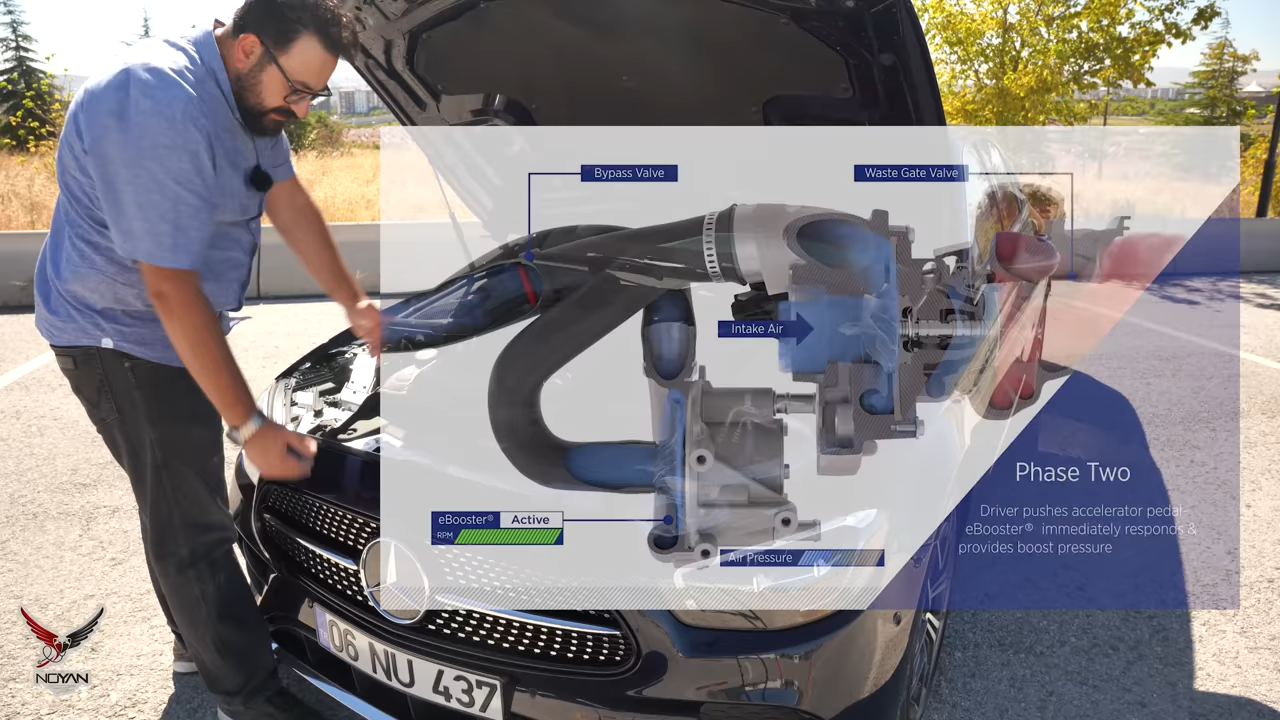 Bypass Valve
Waste Gate Valve
Intake Air
Phase Two
Driver pushes accelerator pedal
eBooster® immediately responds &
provides boost pressure
eBooster® Active
RPM
Air Pressure
06 NU 437
NOYAN